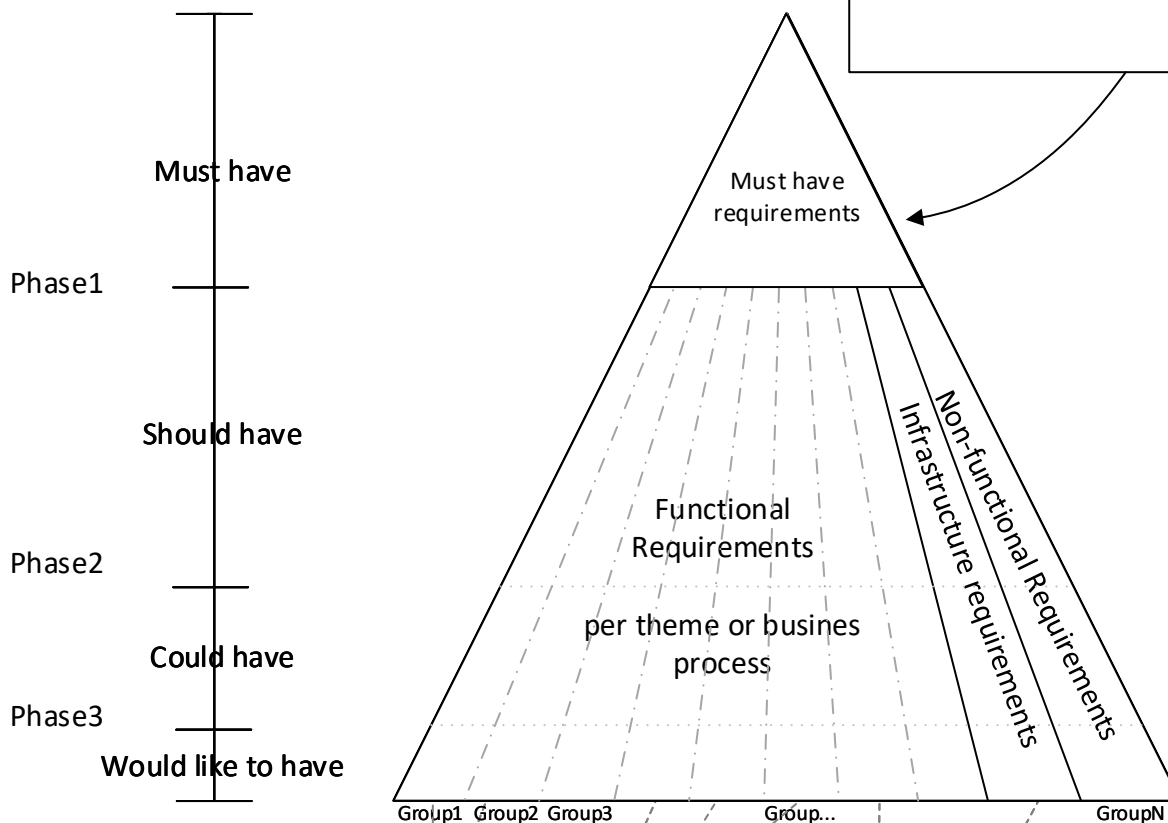 Must have
Phase1
Should have
Phase2
Could have
Phase3
Would like to have
Must have
requirements
Functional
Requirements
per theme or busines
process
Infrastructure requirements
Non-functional Requirements
Group1 Group2 Group3 Group... GroupN